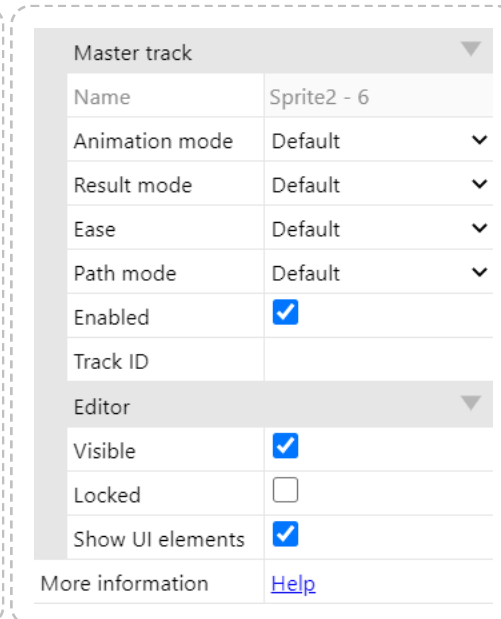 Master track
Name Sprite2 - 6
Animation mode Default
Result mode Default
Ease Default
Path mode Default
Enabled
Track ID
Editor
Visible
Locked
Show UI elements
More information Help